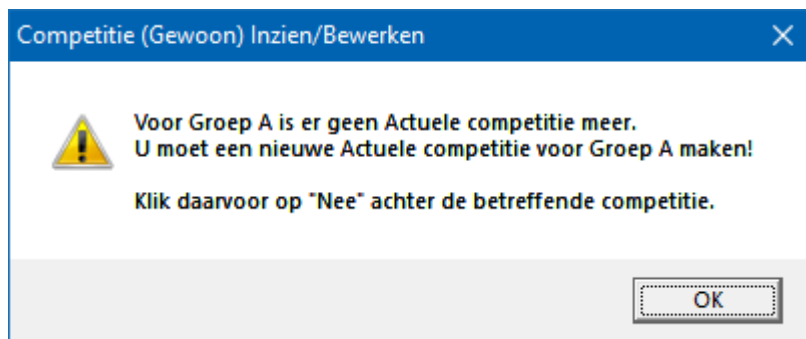 Competitie (Gewoon) Inzien/Bewerken
Voor Groep A is er geen Actuele competitie meer.
U moet een nieuwe Actuele competitie voor Groep A maken!
Klik daarvoor op "Nee" achter de betreffende competitie.
OK